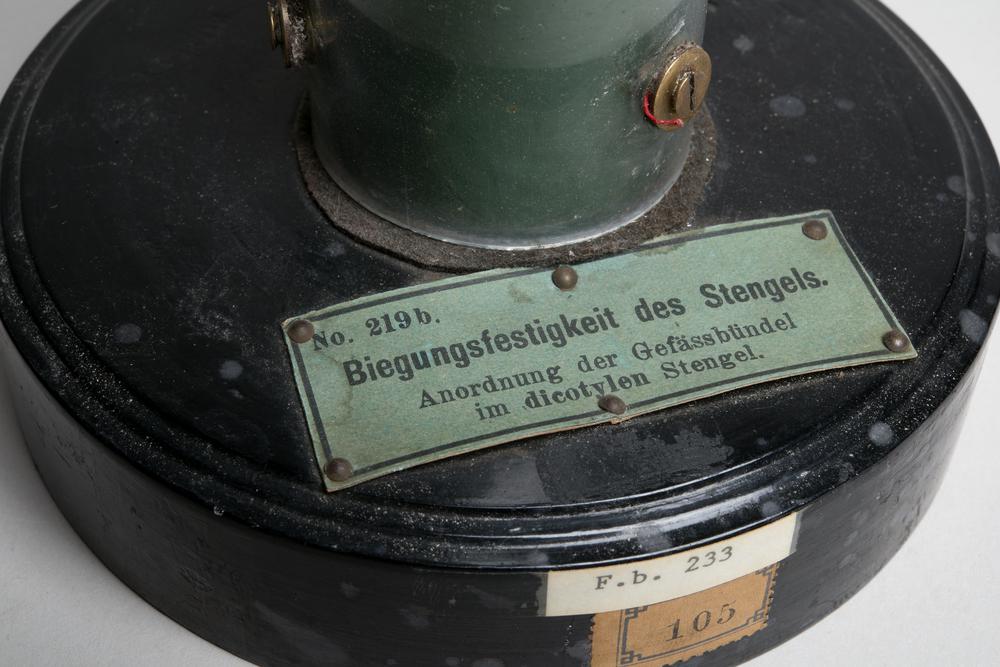 No. 219b.
Biegungsfestigkeit des Stengels.
Anordnung der Gefässbündel
im dicotylen Stengel.
F.b. 233
105